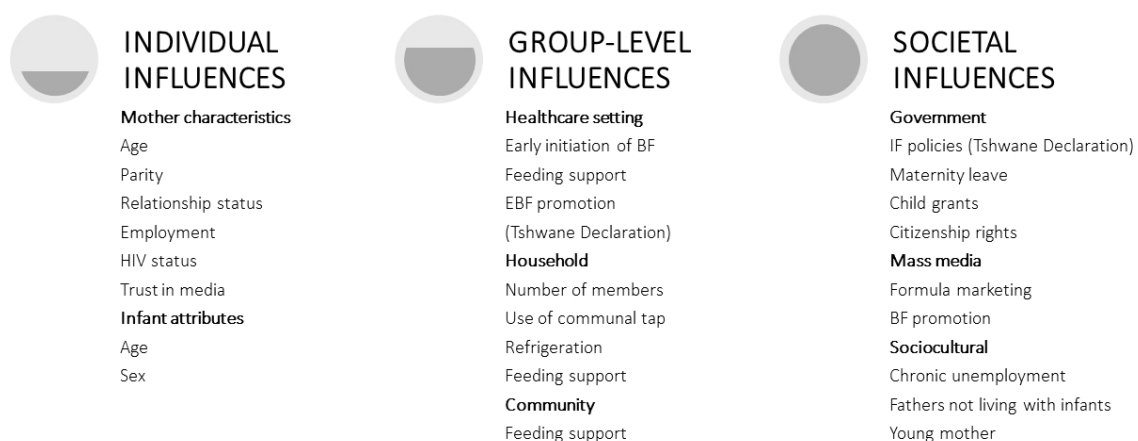 INDIVIDUAL
INFLUENCES
Mother characteristics
Age
Parity
Relationship status
Employment
HIV status
Trust in media
Infant attributes
Age
Sex
GROUP-LEVEL
INFLUENCES
Healthcare setting
Early initiation of BF
Feeding support
EBF promotion
(Tshwane Declaration)
Household
Number of members
Use of communal tap
Refrigeration
Feeding support
Community
Feeding support
SOCIETAL
INFLUENCES
Government
IF policies (Tshwane Declaration)
Maternity leave
Child grants
Citizenship rights
Mass media
Formula marketing
BF promotion
Sociocultural
Chronic unemployment
Fathers not living with infants
Young mother